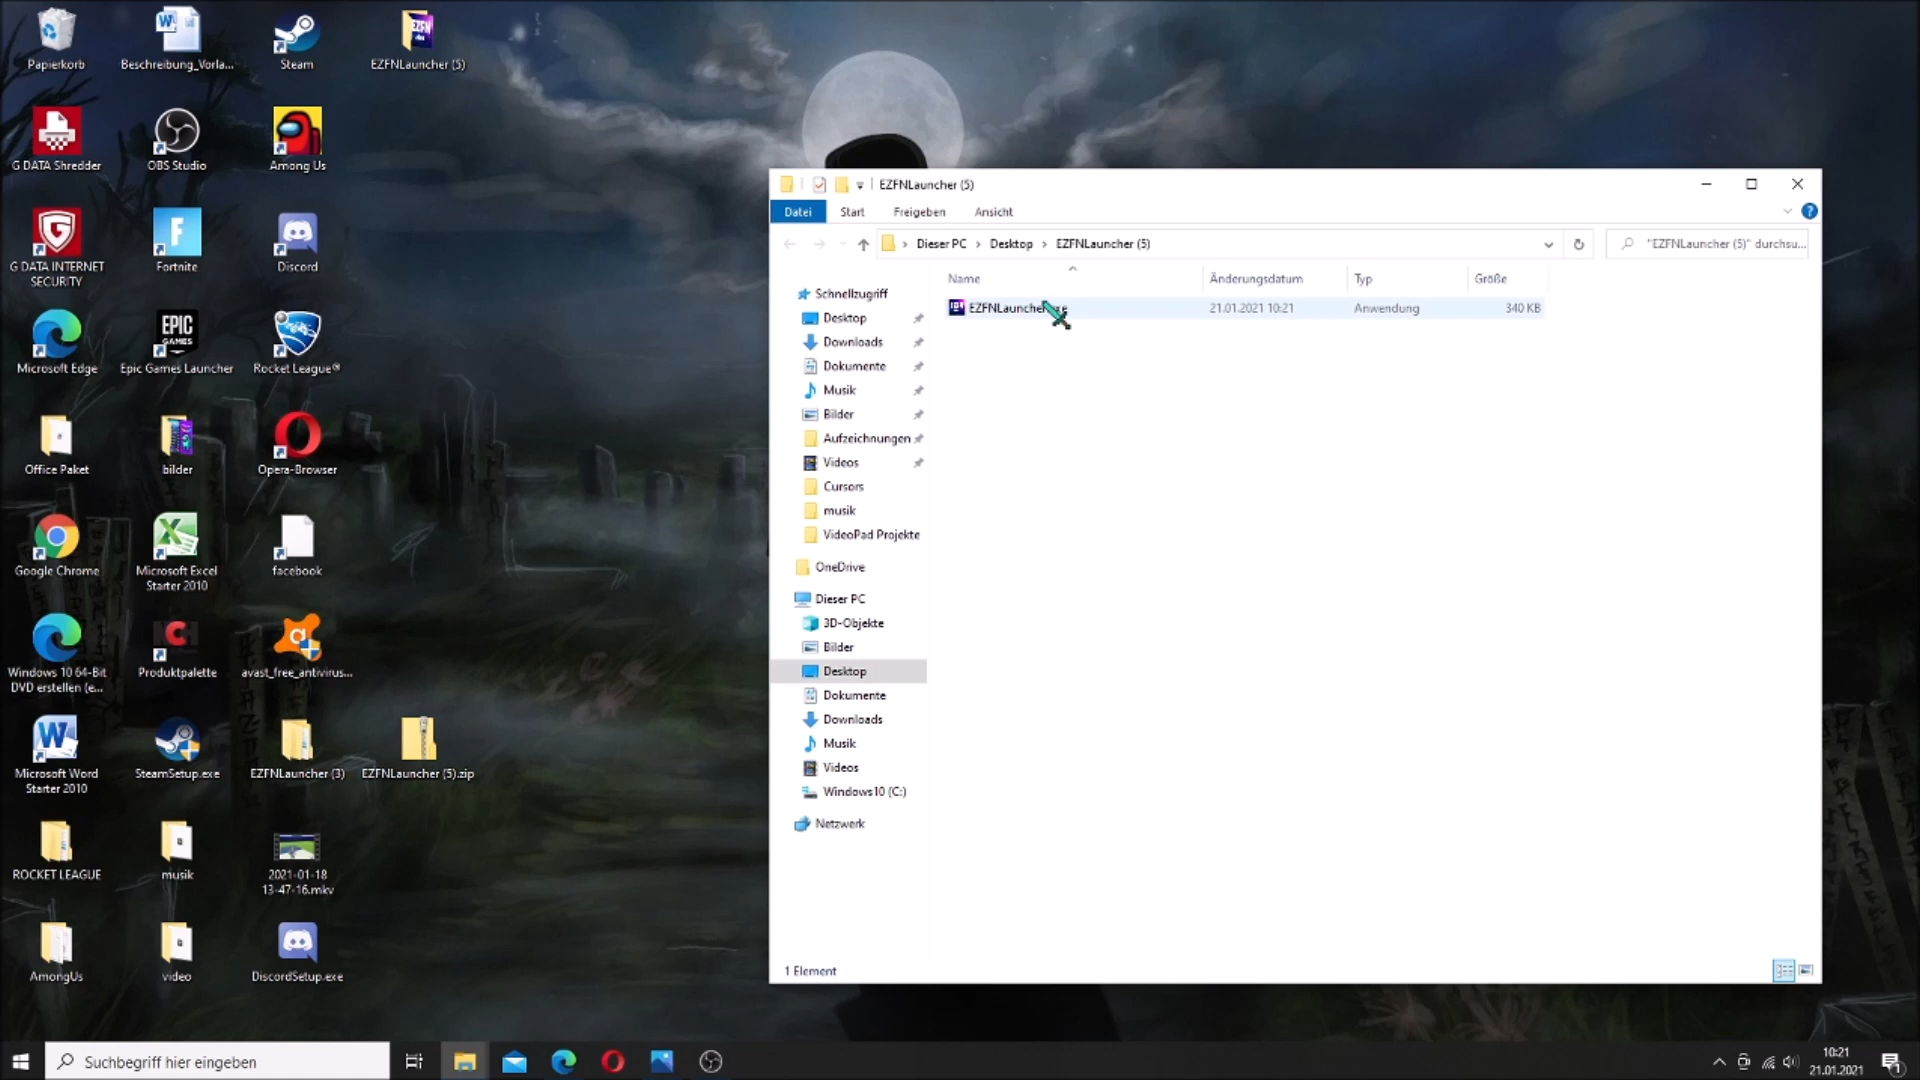 Papierkorb
Beschreibung_Vorla...
Steam
EZFN
EZFNLauncher (5)
G DATA Shredder
OBS Studio
Among Us
G DATA INTERNET
SECURITY
Fortnite
Discord
EPIC
GAMES
Microsoft Edge
Epic Games Launcher
Rocket League®
Office Paket
bilder
Opera-Browser
Google Chrome
Microsoft Excel
Starter 2010
facebook
Windows 10 64-Bit
DVD erstellen (e...
Produktpalette
avast_free_antivirus...
Microsoft Word
Starter 2010
SteamSetup.exe
EZFNLauncher (3)
EZFNLauncher (5).zip
ROCKET LEAGUE
musik
2021-01-18
13-47-16.mkv
AmongUs
video
DiscordSetup.exe
EZFNLauncher (5)
Datei
Start
Freigeben
Ansicht
Dieser PC
Desktop
EZFNLauncher (5)
"EZFNLauncher (5)" durchsu...
Name
Änderungsdatum
Typ
Größe
EZFNLauncher.exe
21.01.2021 10:21
Anwendung
340 KB
Schnellzugriff
Desktop
Downloads
Dokumente
Musik
Bilder
Aufzeichnungen
Videos
Cursors
musik
VideoPad Projekte
OneDrive
Dieser PC
3D-Objekte
Bilder
Desktop
Dokumente
Downloads
Musik
Videos
Windows10 (C:)
Netzwerk
1 Element
Suchbegriff hier eingeben
10:21
21.01.2021
1